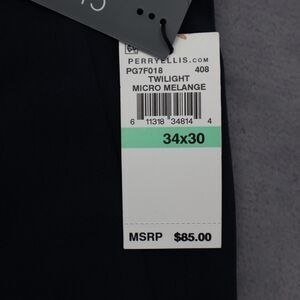 PERRYELLIS.COM
PG7F018 408
TWILIGHT
MICRO MELANGE
6 11318 34814 4
34x30
MSRP $85.00